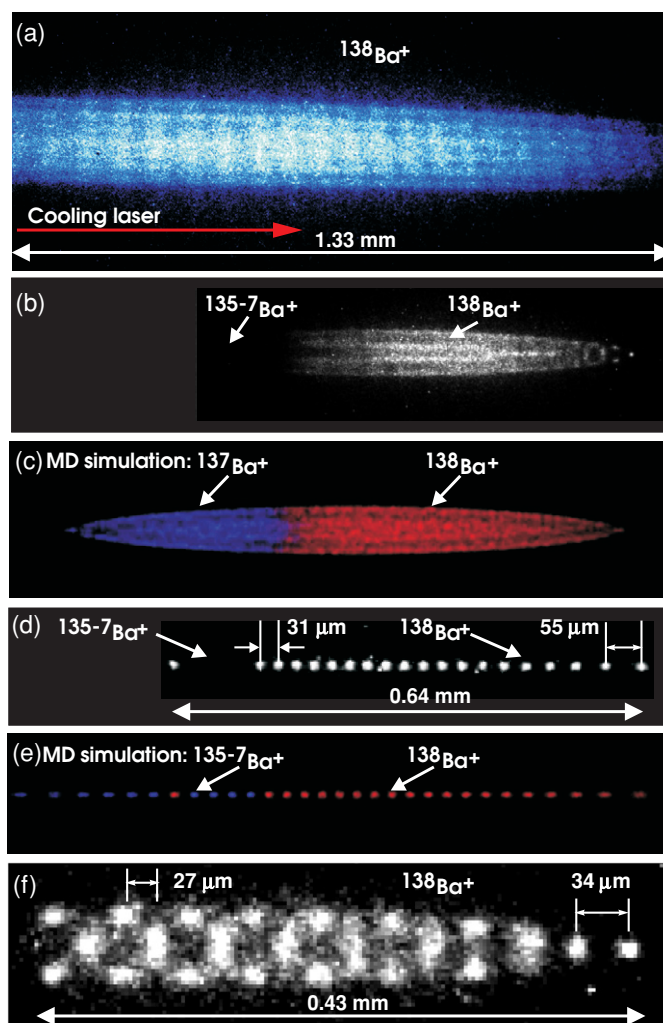 (a)
138Ba+
Cooling laser
1.33 mm
(b)
135-7Ba+
138Ba+
(c) MD simulation: 137Ba+
138Ba+
(d)
135-7Ba+
31 μm
138Ba+
55 μm
0.64 mm
(e) MD simulation: 135-7Ba+
138Ba+
(f)
27 μm
138Ba+
34 μm
0.43 mm